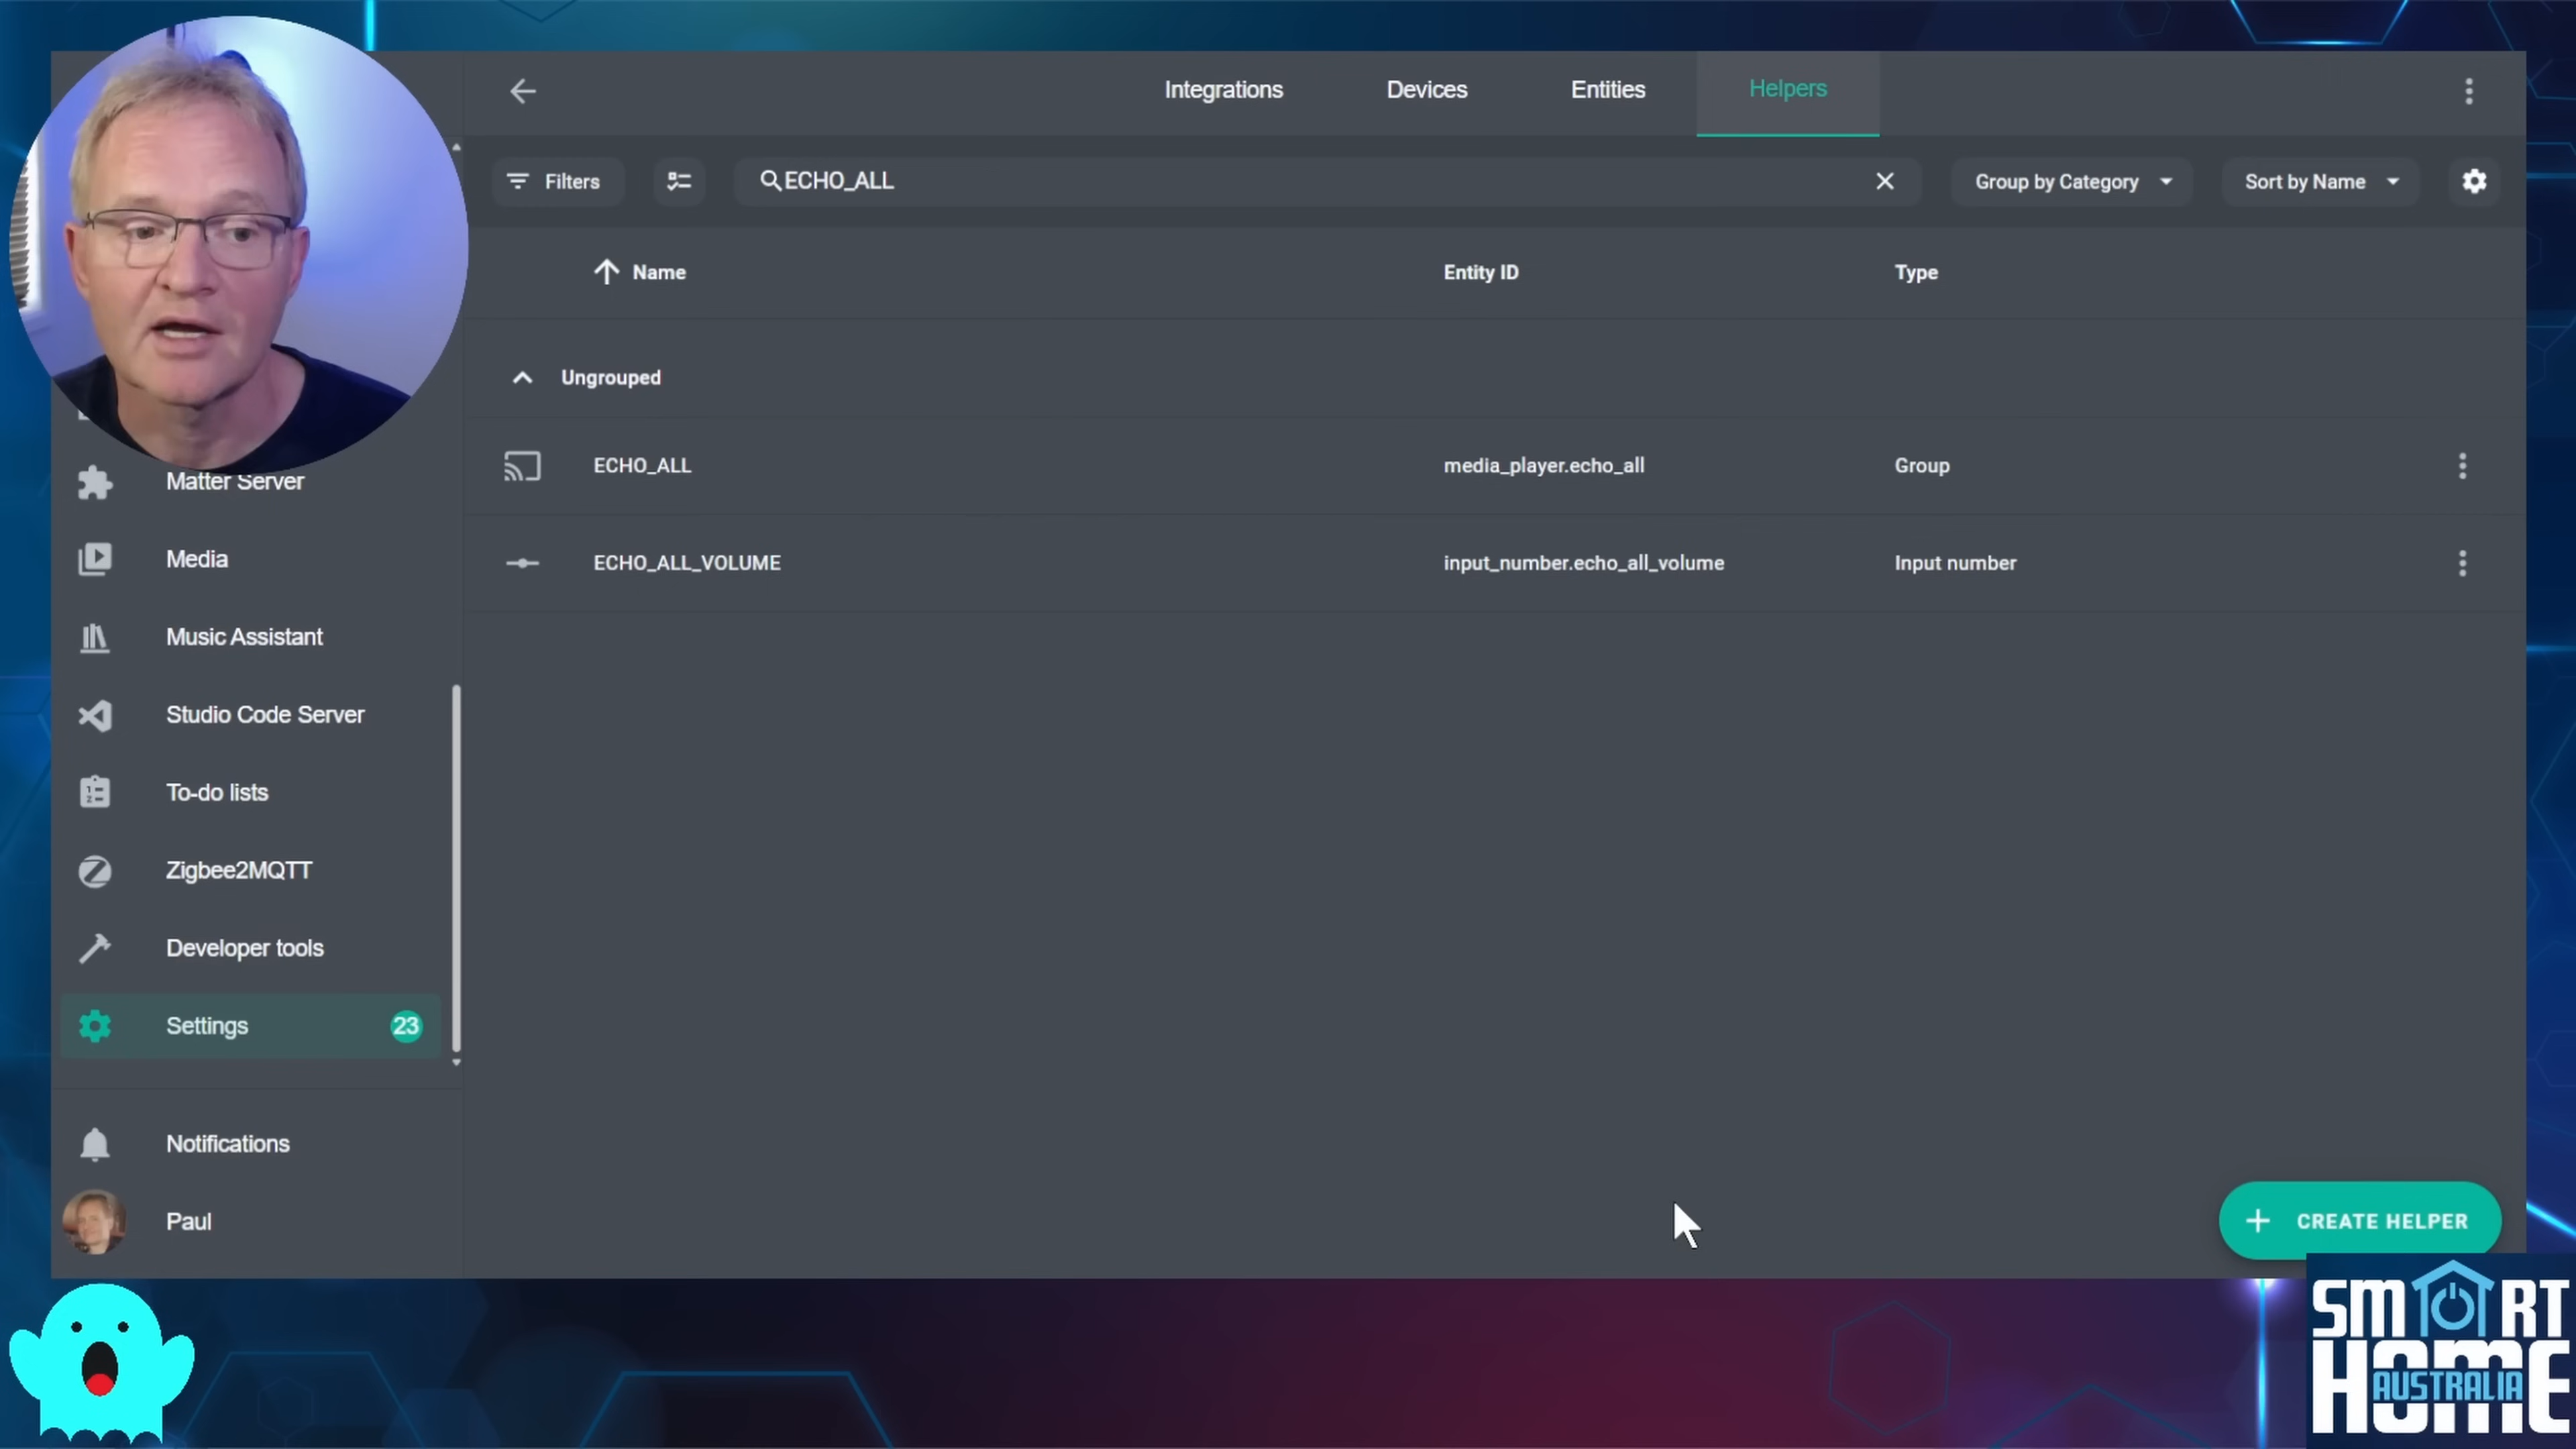 Integrations Devices Entities Helpers
Filters ECHO_ALL Group by Category Sort by Name
Name Entity ID Type
Ungrouped
ECHO_ALL media_player.echo_all Group
ECHO_ALL_VOLUME input_number.echo_all_volume Input number
Matter Server
Media
Music Assistant
Studio Code Server
To-do lists
Zigbee2MQTT
Developer tools
Settings 23
Notifications
Paul
CREATE HELPER
SMART
HOME
AUSTRALIA